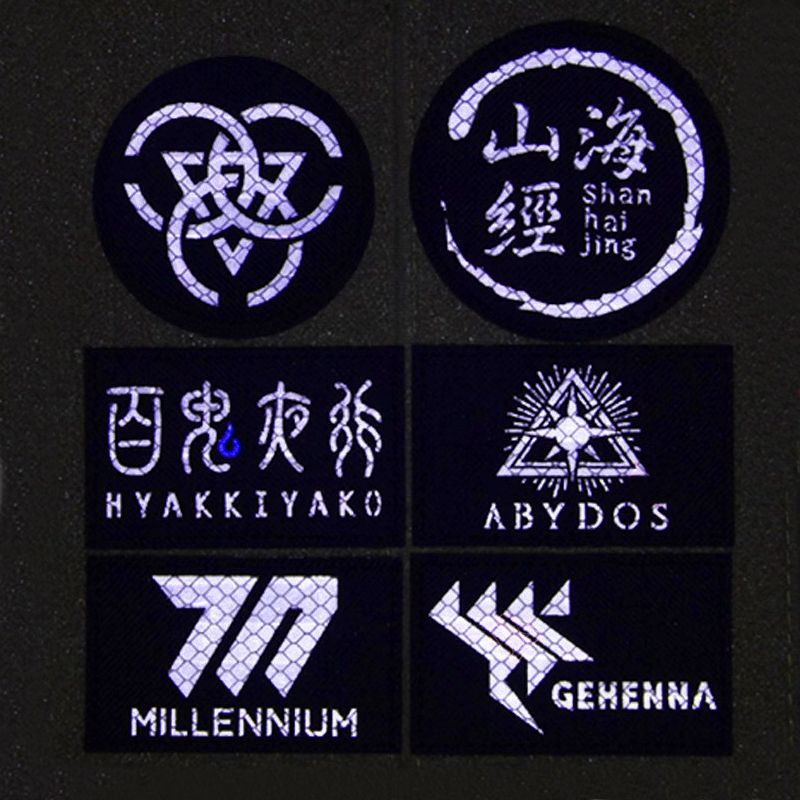 山海
經
Shan
hai
jing
百鬼夜行
HYAKKIYAKO
ABYDOS
MILLENNIUM
GEHENNA